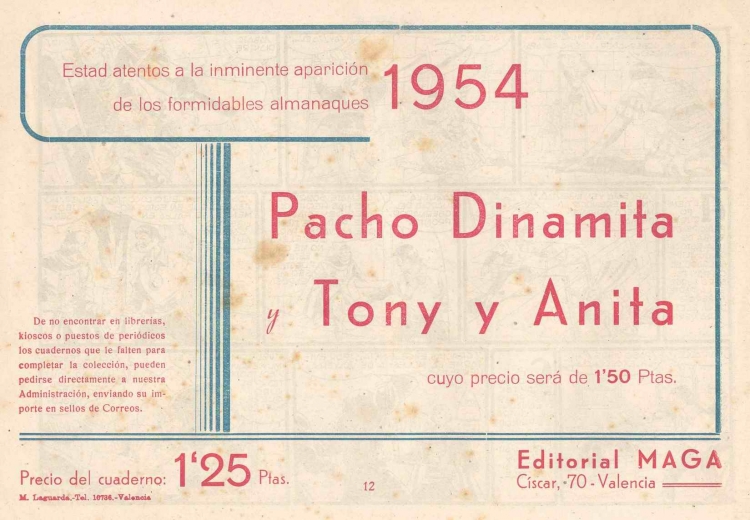 Estad atentos a la inminente aparición
de los formidables almanaques
1954
Pacho Dinamita
y Tony y Anita
cuyo precio será de 1'50 Ptas.
De no encontrar en librerías,
kioscos o puestos de periódicos
los cuadernos que le falten para
completar la colección, pueden
pedirse directamente a nuestra
Administración, enviando su im-
porte en sellos de Correos.
Precio del cuaderno: 1'25 Ptas.
M. Laguarda.-Tel. 10736.-Valencia
12
Editorial MAGA
Císcar, 70 - Valencia